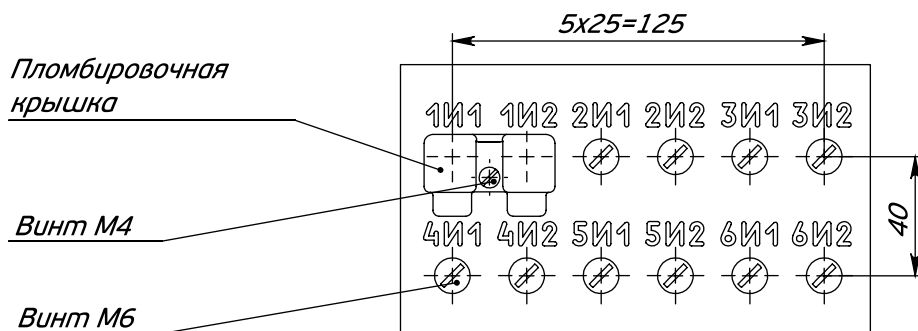 5x25=125
Пломбировочная
крышка
1И1 1И2 2И1 2И2 3И1 3И2
Винт М4
40
4И1 4И2 5И1 5И2 6И1 6И2
Винт М6